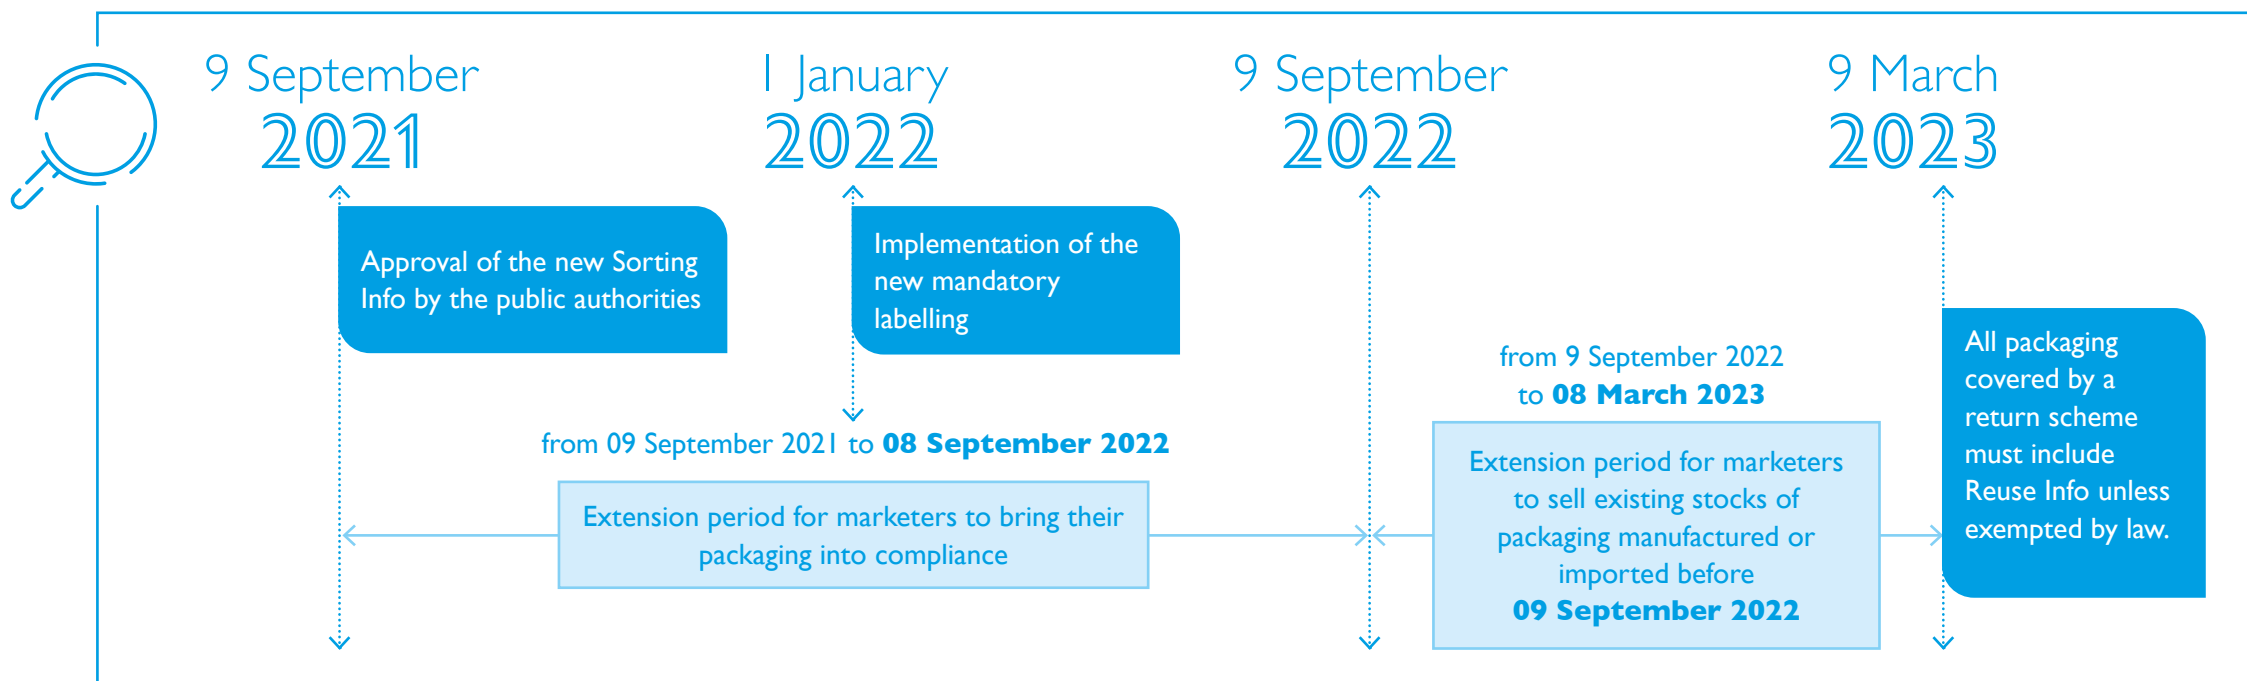 9 September
2021
1 January
2022
9 September
2022
9 March
2023
Approval of the new Sorting
Info by the public authorities
Implementation of the
new mandatory
labelling
from 09 September 2021 to 08 September 2022
Extension period for marketers to bring their
packaging into compliance
from 9 September 2022
to 08 March 2023
Extension period for marketers
to sell existing stocks of
packaging manufactured or
imported before
09 September 2022
All packaging
covered by a
return scheme
must include
Reuse Info unless
exempted by law.